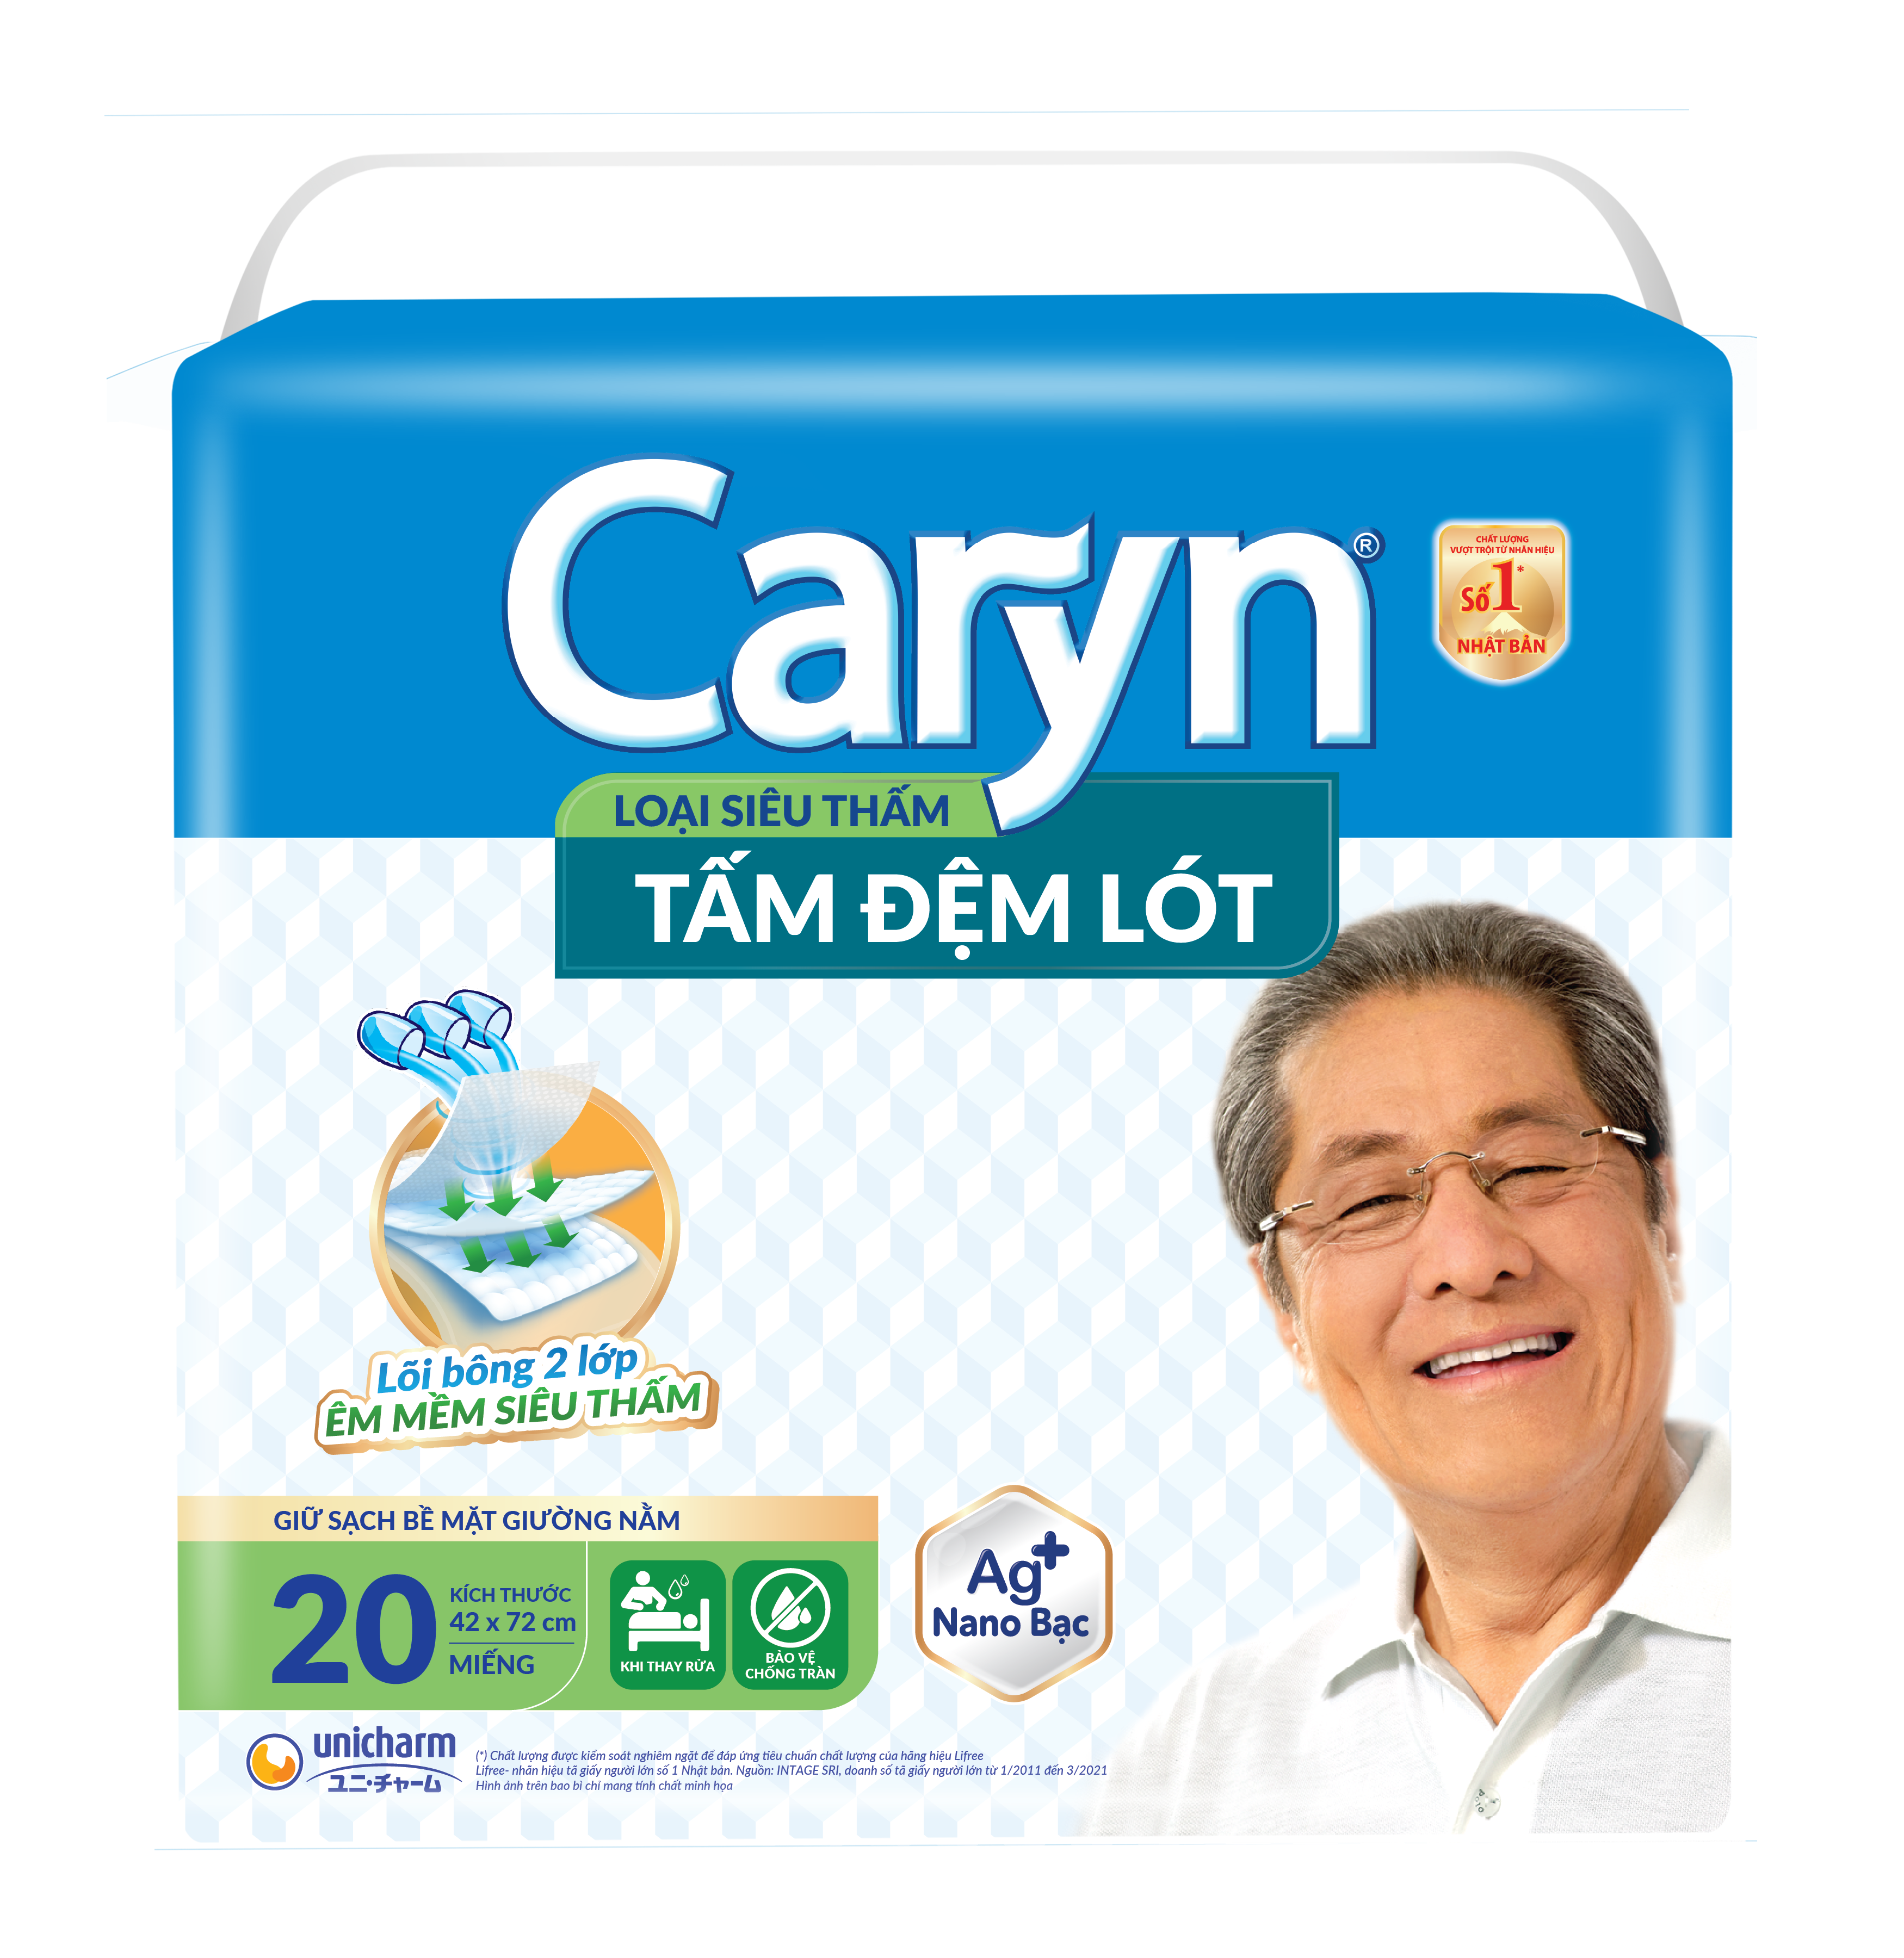 Caryn®
CHẤT LƯỢNG
VƯỢT TRỘI TỪ NHÃN HIỆU
Số 1*
NHẬT BẢN
LOẠI SIÊU THẤM
TẤM ĐỆM LÓT
Lõi bông 2 lớp
ÊM MỀM SIÊU THẤM
GIỮ SẠCH BỀ MẶT GIƯỜNG NẰM
20
KÍCH THƯỚC
42 x 72 cm
MIẾNG
KHI THAY RỬA
BẢO VỆ
CHỐNG TRÀN
Ag+
Nano Bạc
unicharm
ユニ・チャーム
(*) Chất lượng được kiểm soát nghiêm ngặt để đáp ứng tiêu chuẩn chất lượng của hãng hiệu Lifree
Lifree- nhãn hiệu tã giấy người lớn số 1 Nhật bản. Nguồn: INTAGE SRI, doanh số tã giấy người lớn từ 1/2011 đến 3/2021
Hình ảnh trên bao bì chỉ mang tính chất minh họa